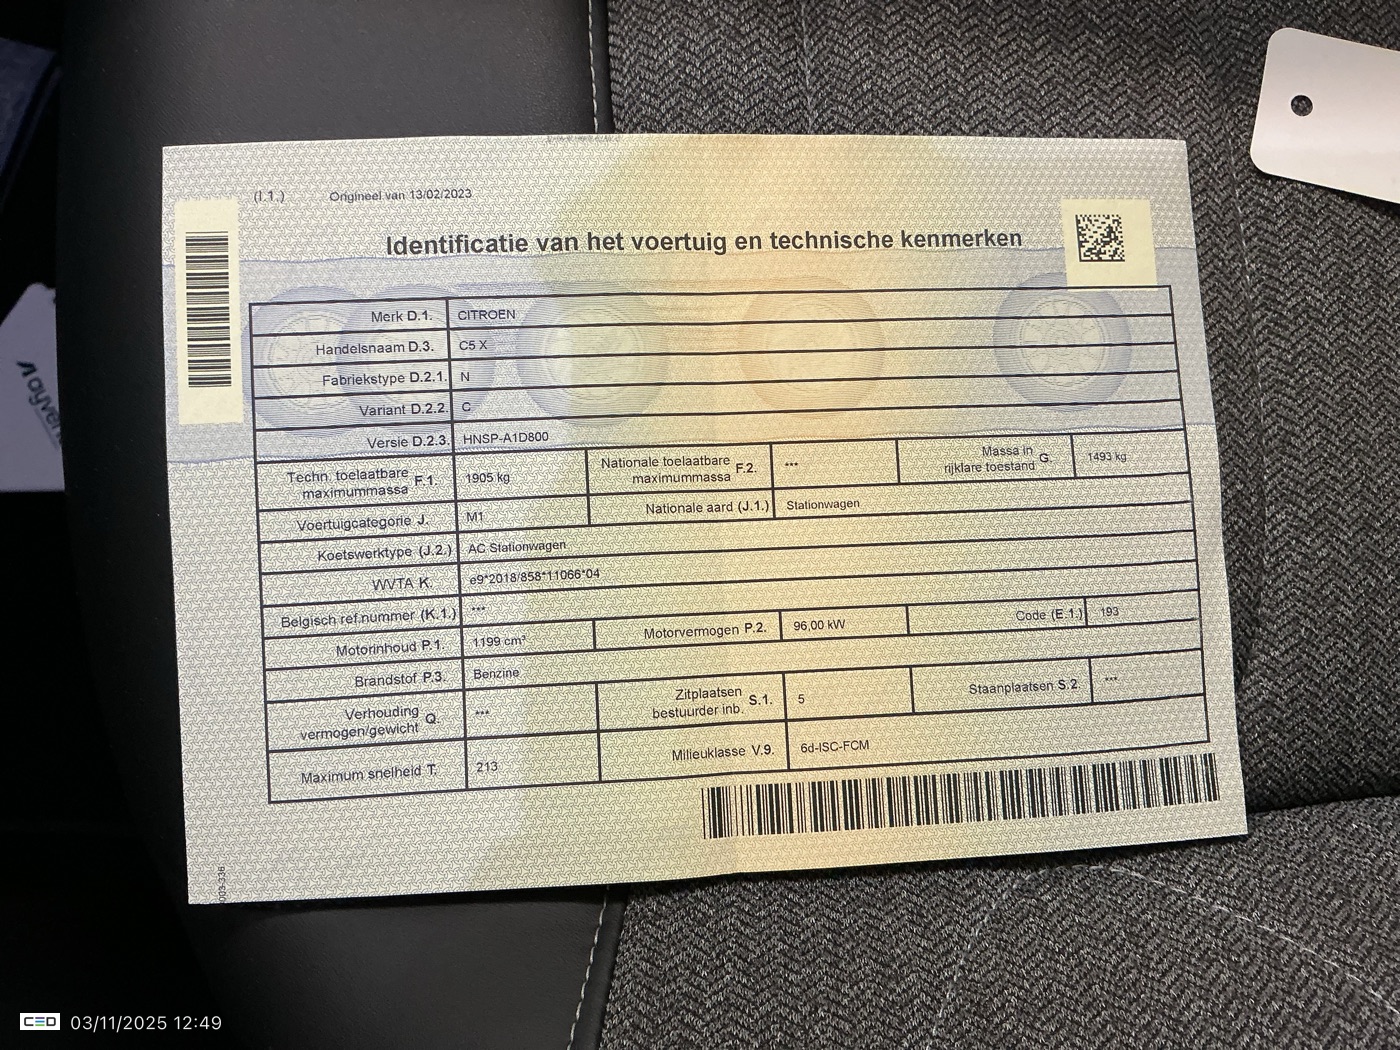 (I.1.) Origineel van 13/02/2023
Identificatie van het voertuig en technische kenmerken
Merk D.1. CITROEN
Handelsnaam D.3. C5 X
Fabriekstype D.2.1. N
Variant D.2.2. C
Versie D.2.3. HNSP-A1D800
Techn. toelaatbare maximummassa F.1. 1905 kg Nationale toelaatbare maximummassa F.2. *** Massa in rijklare toestand G. 1493 kg
Voertuigcategorie J. M1 Nationale aard (J.1.) Stationwagen
Koetswerktype (J.2.) AC Stationwagen
WVTA K. e9*2018/858*11066*04
Belgisch ref.nummer (K.1.) ***
Motorinhoud P.1. 1199 cm³ Motorvermogen P.2. 96,00 kW Code (E.1.) 193
Brandstof P.3. Benzine
Verhouding vermogen/gewicht Q. *** Zitplaatsen bestuurder inb. S.1. 5 Staanplaatsen S.2. ***
Maximum snelheid T. 213 Milieuklasse V.9. 6d-ISC-FCM
CED 03/11/2025 12:49